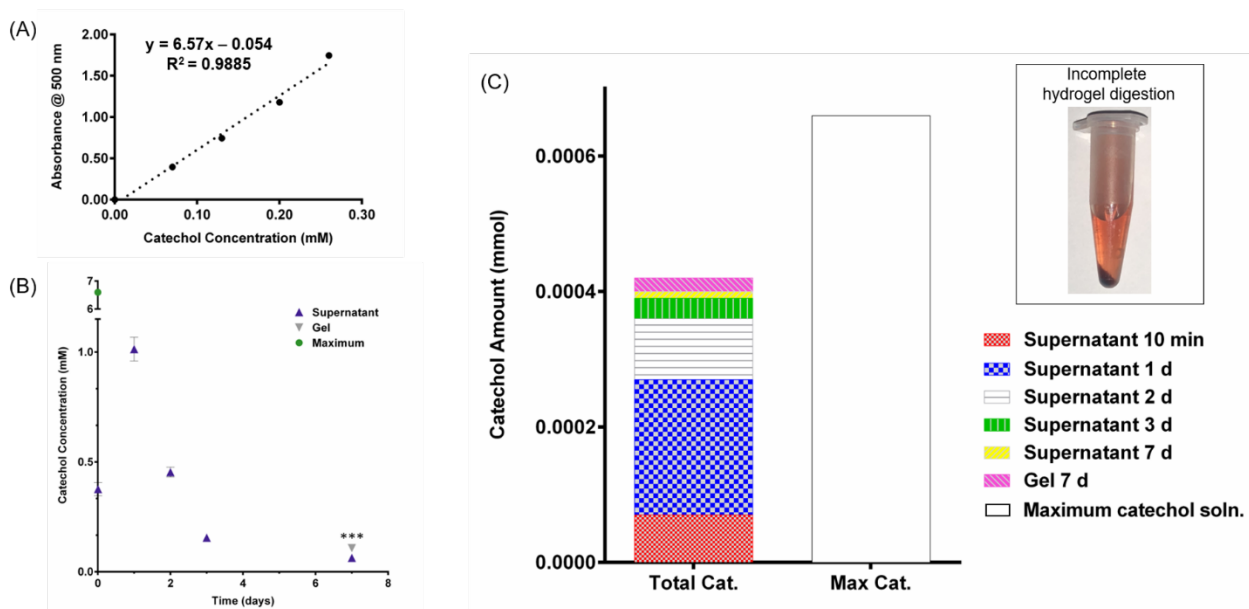 (A)
y = 6.57x – 0.054
R² = 0.9885
2.00
1.50
1.00
0.50
0.00
Absorbance @ 500 nm
0.00
0.10
0.20
0.30
Catechol Concentration (mM)
(B)
7
6
1.0
0.5
0.0
Catechol Concentration (mM)
Supernatant
Gel
Maximum
***
0
2
4
6
8
Time (days)
(C)
0.0006
0.0004
0.0002
0.0000
Catechol Amount (mmol)
Total Cat.
Max Cat.
Incomplete
hydrogel digestion
Supernatant 10 min
Supernatant 1 d
Supernatant 2 d
Supernatant 3 d
Supernatant 7 d
Gel 7 d
Maximum catechol soln.